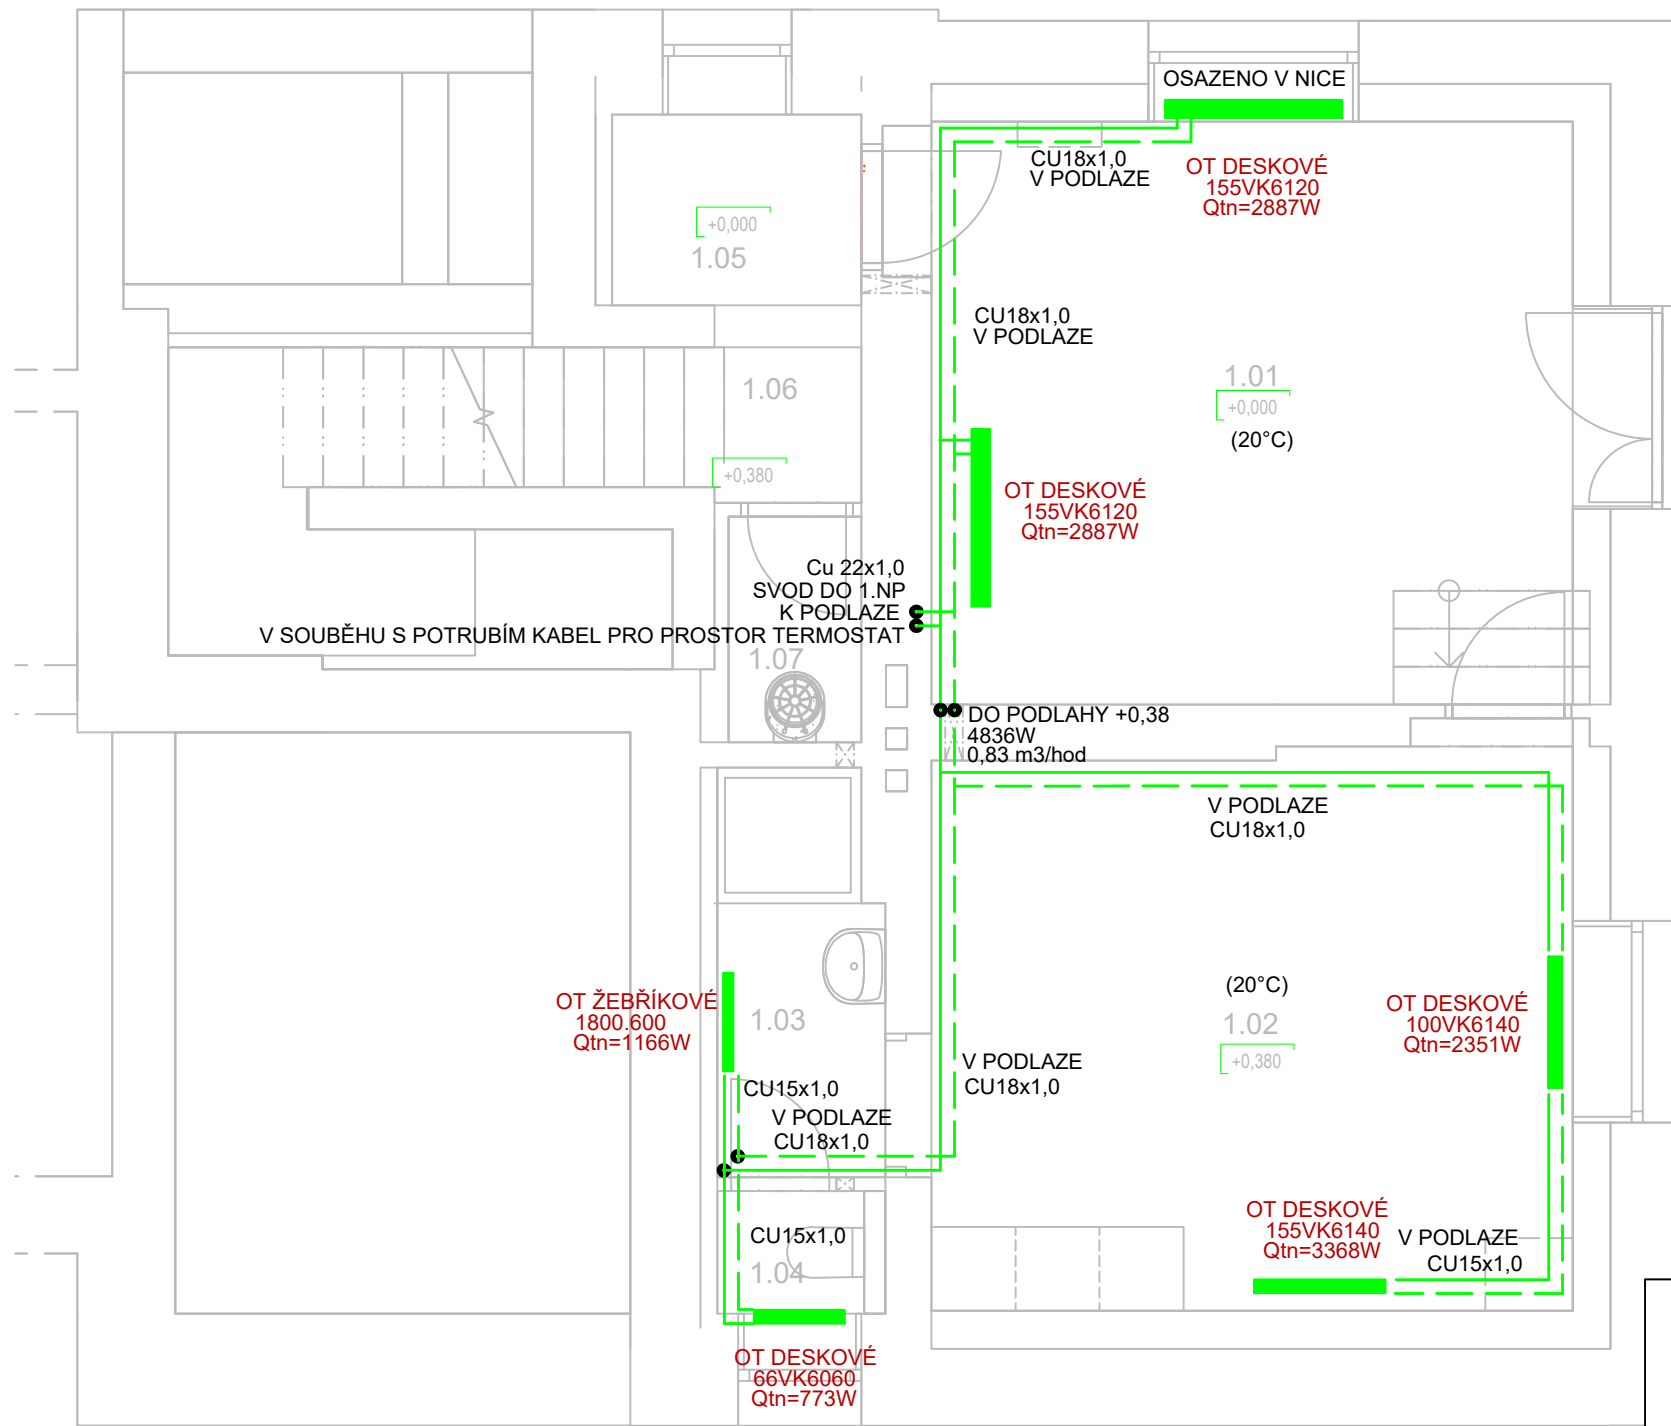 OSAZENO V NICE
CU18x1,0
V PODLAZE
OT DESKOVÉ
155VK6120
Qtn=2887W
+0,000
1.05
CU18x1,0
V PODLAZE
1.06
1.01
+0,000
(20°C)
+0,380
OT DESKOVÉ
155VK6120
Qtn=2887W
Cu 22x1,0
SVOD DO 1.NP
K PODLAZE
V SOUBĚHU S POTRUBÍM KABEL PRO PROSTOR TERMOSTAT
1.07
DO PODLAHY +0,38
4836W
0,83 m3/hod
V PODLAZE
CU18x1,0
OT ŽEBŘÍKOVÉ
1800.600
Qtn=1166W
1.03
(20°C)
1.02
+0,380
OT DESKOVÉ
100VK6140
Qtn=2351W
V PODLAZE
CU18x1,0
CU15x1,0
V PODLAZE
CU18x1,0
CU15x1,0
1.04
OT DESKOVÉ
155VK6140
Qtn=3368W
V PODLAZE
CU15x1,0
OT DESKOVÉ
66VK6060
Qtn=773W